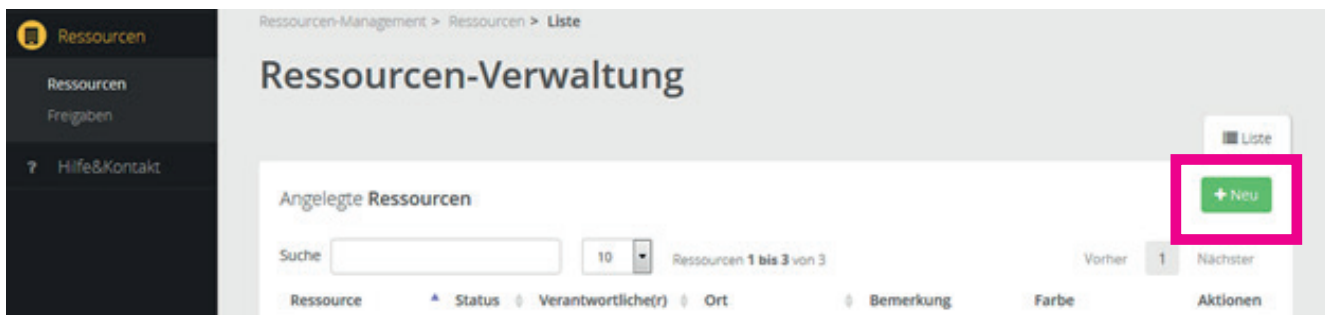 Ressourcen
Ressourcen
Freigaben
? Hilfe&Kontakt
Ressourcen-Management > Ressourcen > Liste
Ressourcen-Verwaltung
Liste
Angelegte Ressourcen
+ Neu
Suche 10 Ressourcen 1 bis 3 von 3 Vorher 1 Nächster
Ressource Status Verantwortliche(r) Ort Bemerkung Farbe Aktionen